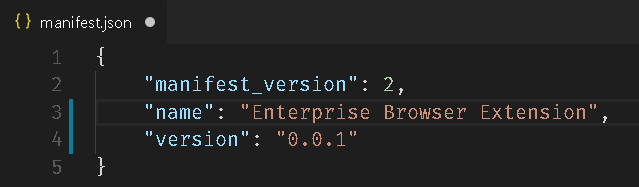 {} manifest.json
1 {
2 "manifest_version": 2,
3 "name": "Enterprise Browser Extension",
4 "version": "0.0.1"
5 }